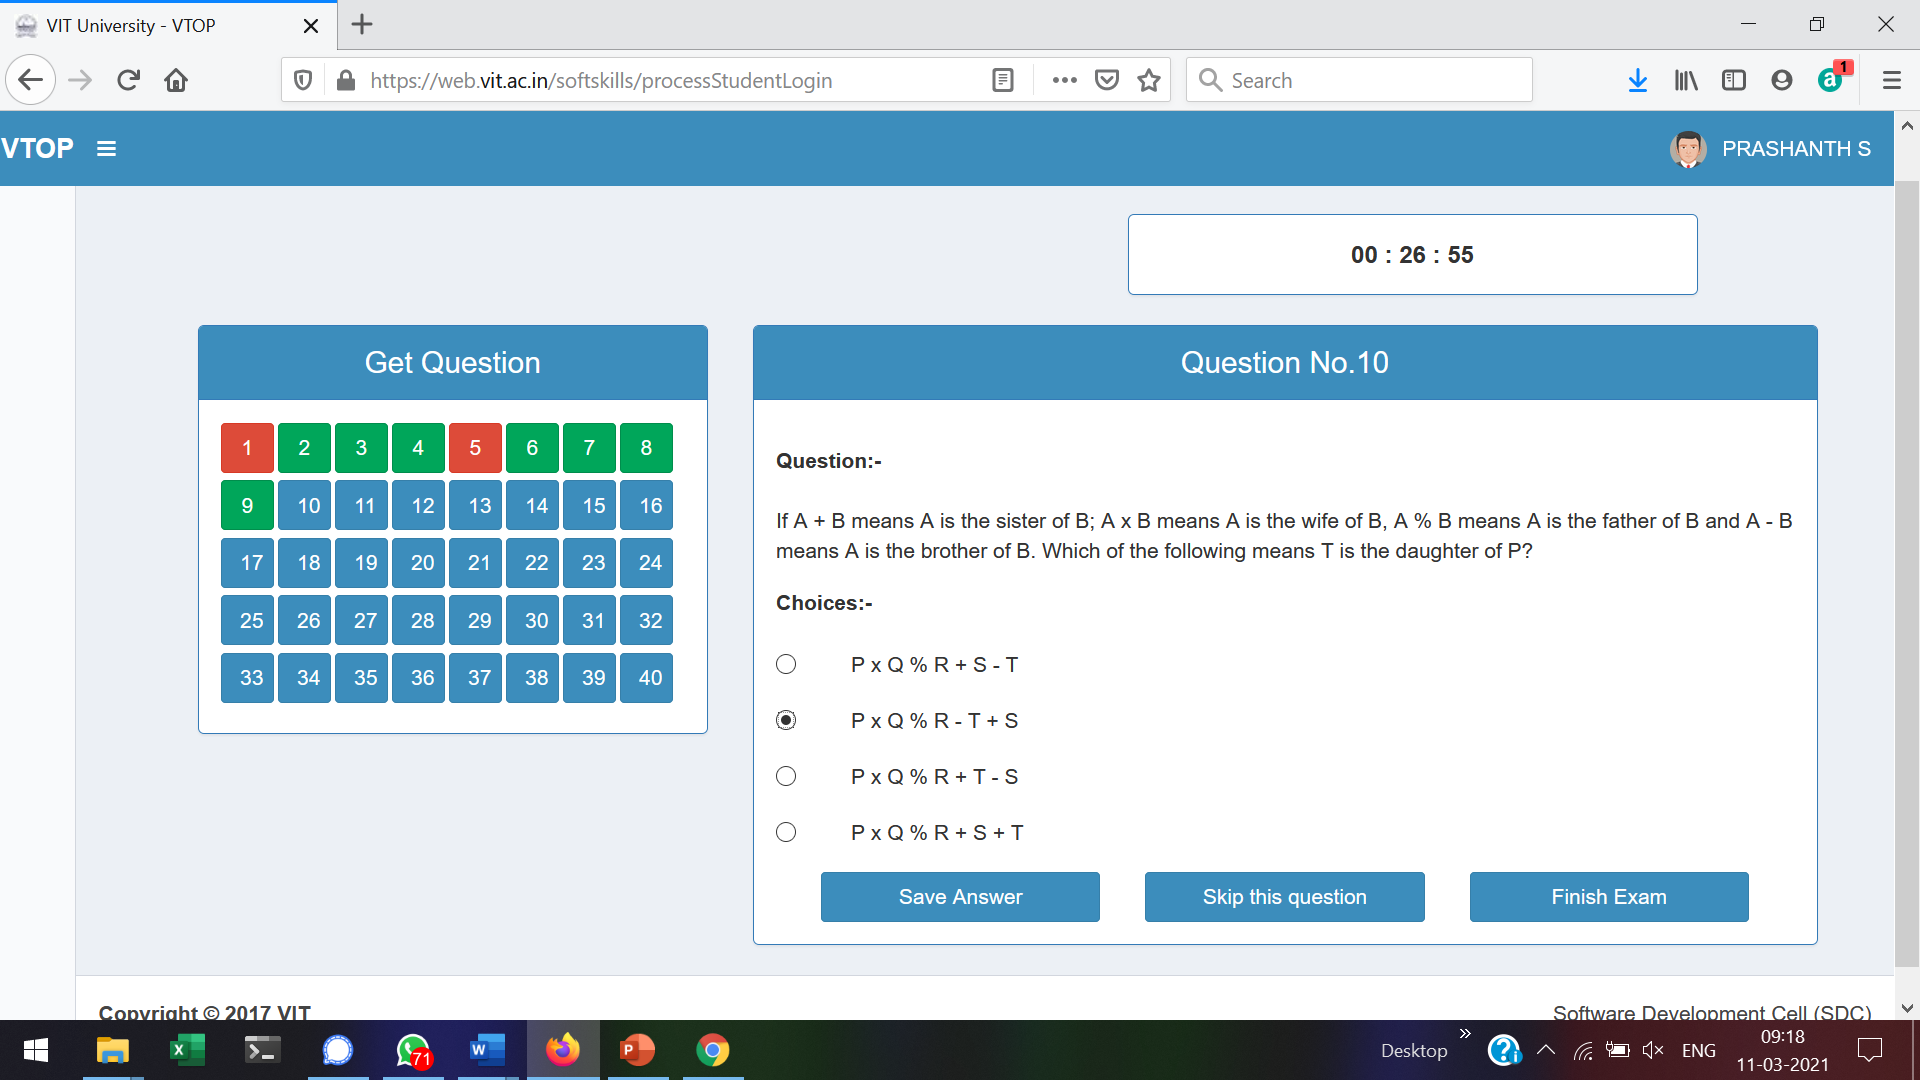 VIT University - VTOP
https://web.vit.ac.in/softskills/processStudentLogin
Search
1
VTOP
PRASHANTH S
00 : 26 : 55
Get Question
Question No.10
1 2 3 4 5 6 7 8
9 10 11 12 13 14 15 16
17 18 19 20 21 22 23 24
25 26 27 28 29 30 31 32
33 34 35 36 37 38 39 40
Question:-
If A + B means A is the sister of B; A x B means A is the wife of B, A % B means A is the father of B and A - B
means A is the brother of B. Which of the following means T is the daughter of P?
Choices:-
P x Q % R + S - T
P x Q % R - T + S
P x Q % R + T - S
P x Q % R + S + T
Save Answer
Skip this question
Finish Exam
Copyright © 2017 VIT
Software Development Cell (SDC)
71
Desktop
ENG
09:18
11-03-2021